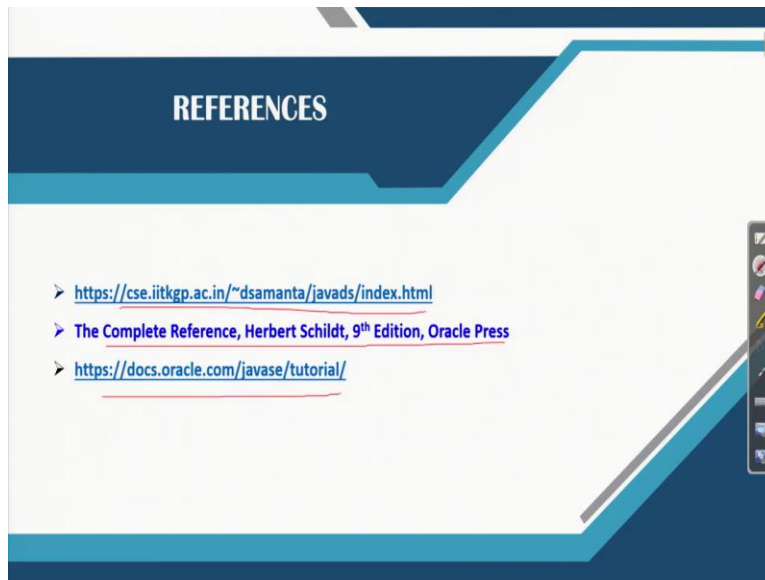 REFERENCES
https://cse.iitkgp.ac.in/~dsamanta/javads/index.html
The Complete Reference, Herbert Schildt, 9th Edition, Oracle Press
https://docs.oracle.com/javase/tutorial/